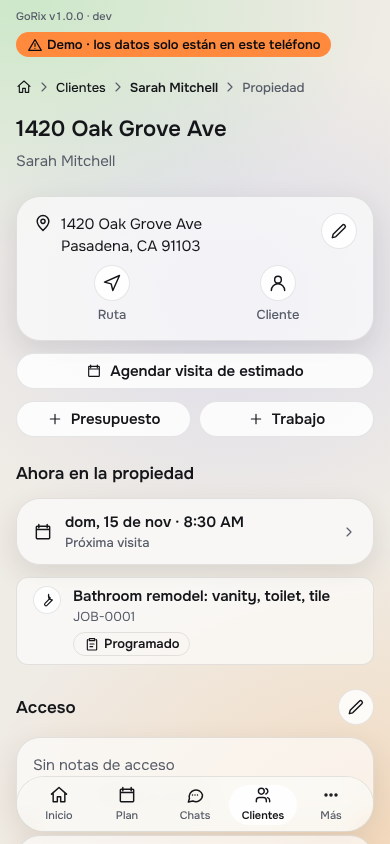 GoRix v1.0.0 · dev
Demo · los datos solo están en este teléfono
Clientes > Sarah Mitchell > Propiedad
1420 Oak Grove Ave
Sarah Mitchell
1420 Oak Grove Ave
Pasadena, CA 91103
Ruta Cliente
Agendar visita de estimado
+ Presupuesto + Trabajo
Ahora en la propiedad
dom, 15 de nov · 8:30 AM
Próxima visita
Bathroom remodel: vanity, toilet, tile
JOB-0001
Programado
Acceso
Sin notas de acceso
Inicio Plan Chats Clientes Más